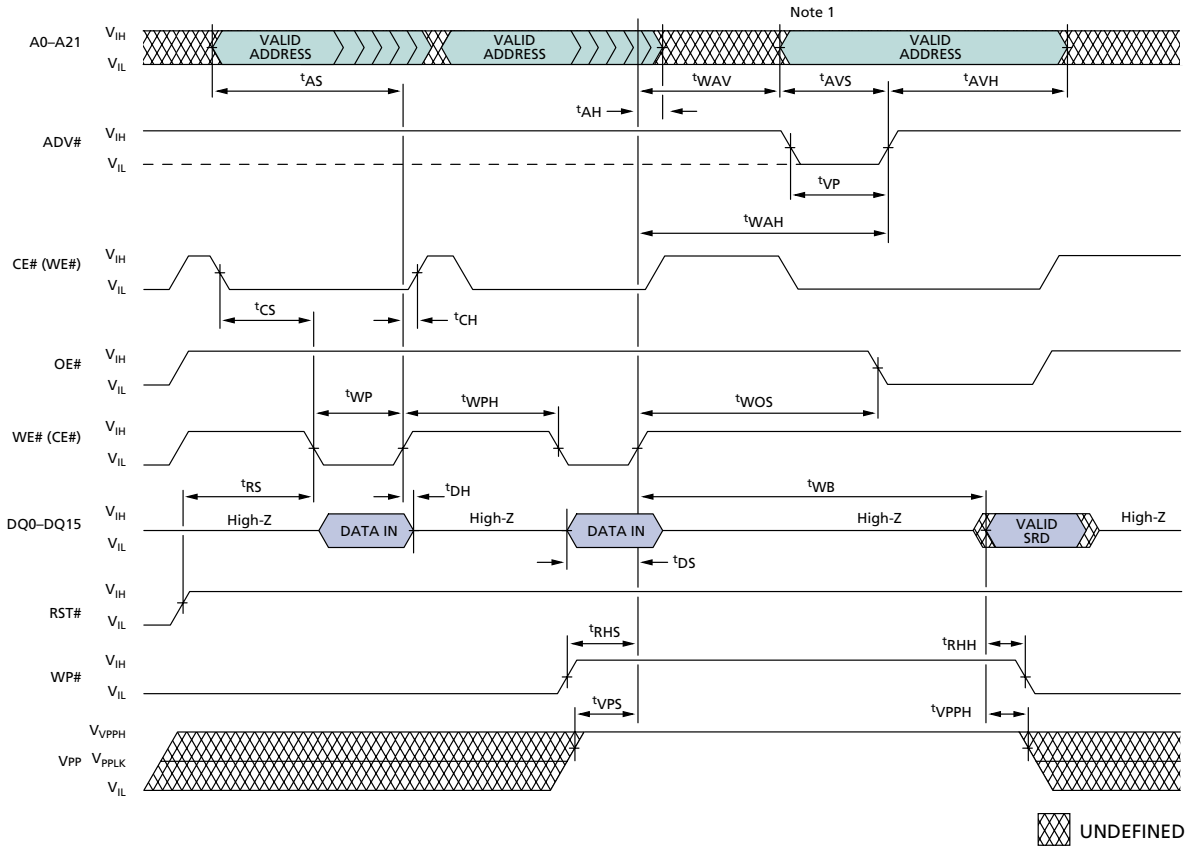 Note 1
A0–A21
VIH
VIL
VALID
ADDRESS
VALID
ADDRESS
VALID
ADDRESS
tAS
tWAV
tAVS
tAVH
tAH
ADV#
VIH
VIL
tVP
tWAH
CE# (WE#)
VIH
VIL
tCS
tCH
OE#
VIH
VIL
tWP
tWPH
tWOS
WE# (CE#)
VIH
VIL
tRS
tDH
tWB
DQ0–DQ15
VIH
VIL
High-Z
DATA IN
High-Z
DATA IN
High-Z
VALID
SRD
High-Z
tDS
RST#
VIH
VIL
tRHS
tRHH
WP#
VIH
VIL
tVPS
tVPPH
VPP
VVPPH
VPPLK
VIL
UNDEFINED